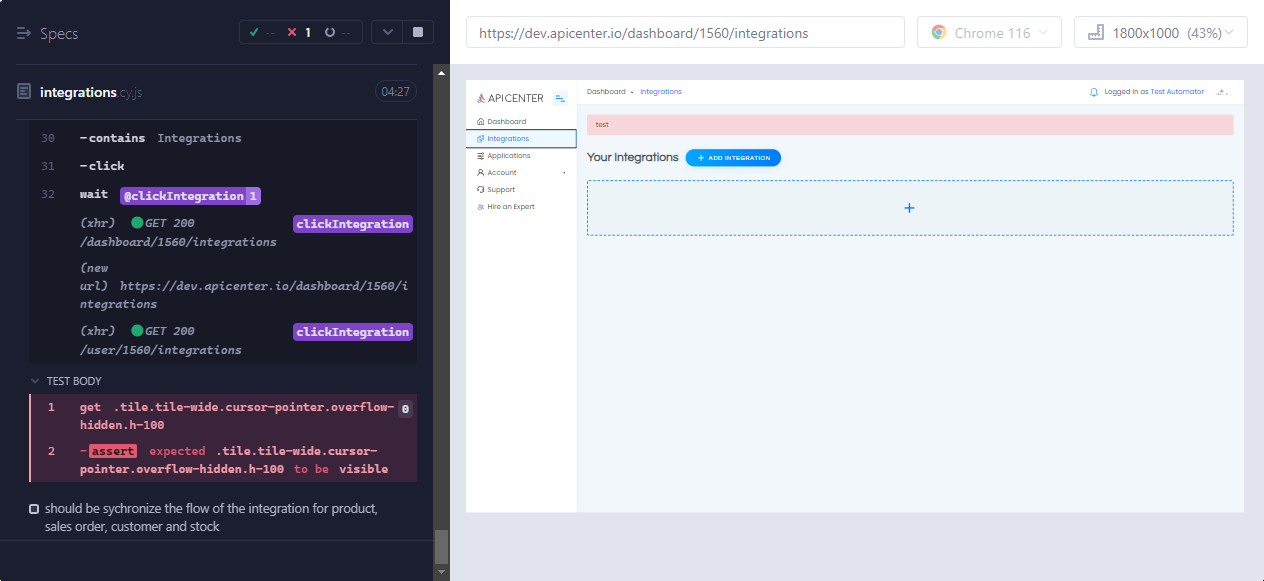 Specs
-- 1 --
integrations.cy.js
04:27
30 -contains Integrations
31 -click
32 wait @clickIntegration 1
(xhr) GET 200 clickIntegration
/dashboard/1560/integrations
(new
url) https://dev.apicenter.io/dashboard/1560/i
ntegrations
(xhr) GET 200 clickIntegration
/user/1560/integrations
TEST BODY
1 get .tile.tile-wide.cursor-pointer.overflow- 0
hidden.h-100
2 -assert expected .tile.tile-wide.cursor-
pointer.overflow-hidden.h-100 to be visible
should be sychronize the flow of the integration for product,
sales order, customer and stock
https://dev.apicenter.io/dashboard/1560/integrations
Chrome 116
1800x1000 (43%)
APICENTER
Dashboard
Integrations
Applications
Account
Support
Hire an Expert
Dashboard • Integrations
Logged in as Test Automator
test
Your Integrations
+ ADD INTEGRATION
+